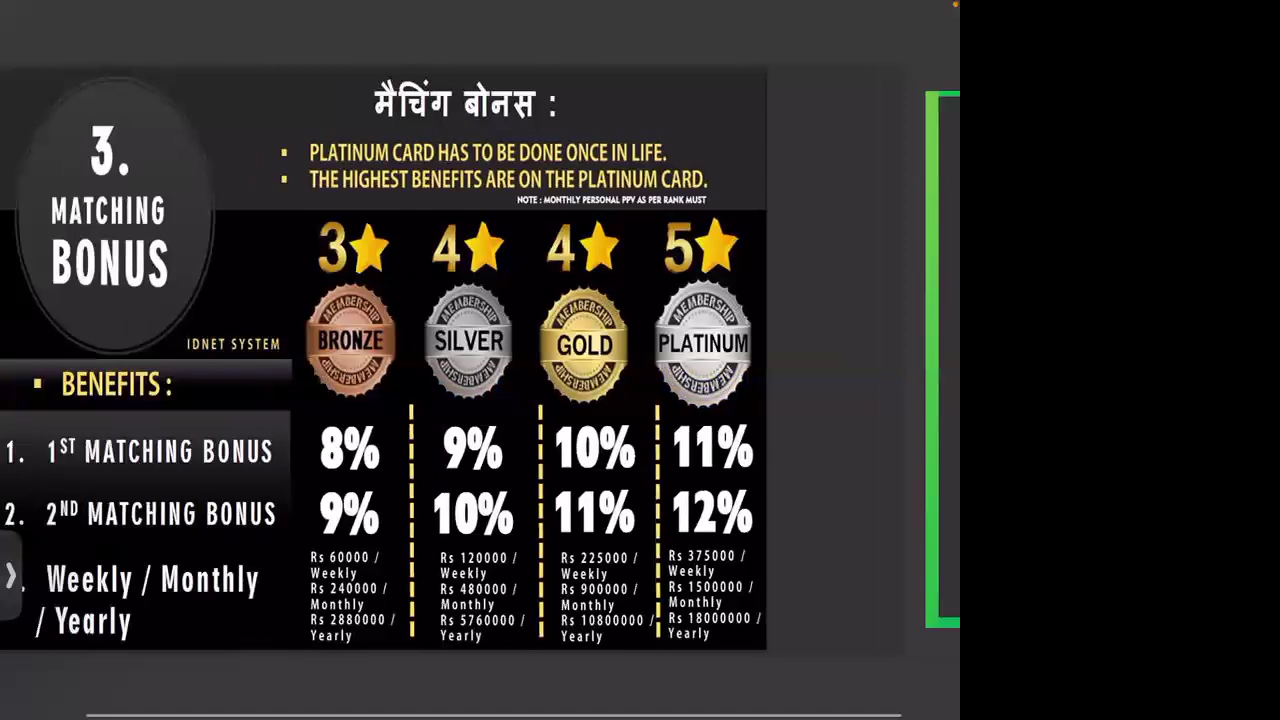 3.
MATCHING
BONUS
IDNET SYSTEM
मैचिंग बोनस :
▪ PLATINUM CARD HAS TO BE DONE ONCE IN LIFE.
▪ THE HIGHEST BENEFITS ARE ON THE PLATINUM CARD.
NOTE : MONTHLY PERSONAL PPV AS PER RANK MUST
3 4 4 5
MEMBERSHIP MEMBERSHIP MEMBERSHIP MEMBERSHIP
BRONZE SILVER GOLD PLATINUM
MEMBERSHIP MEMBERSHIP MEMBERSHIP MEMBERSHIP
▪ BENEFITS :
1. 1ST MATCHING BONUS 8% 9% 10% 11%
2. 2ND MATCHING BONUS 9% 10% 11% 12%
. Weekly / Monthly
/ Yearly
Rs 60000 /
Weekly
Rs 240000 /
Monthly
Rs 2880000 /
Yearly
Rs 120000 /
Weekly
Rs 480000 /
Monthly
Rs 5760000 /
Yearly
Rs 225000 /
Weekly
Rs 900000 /
Monthly
Rs 10800000 /
Yearly
Rs 375000 /
Weekly
Rs 1500000 /
Monthly
Rs 18000000 /
Yearly